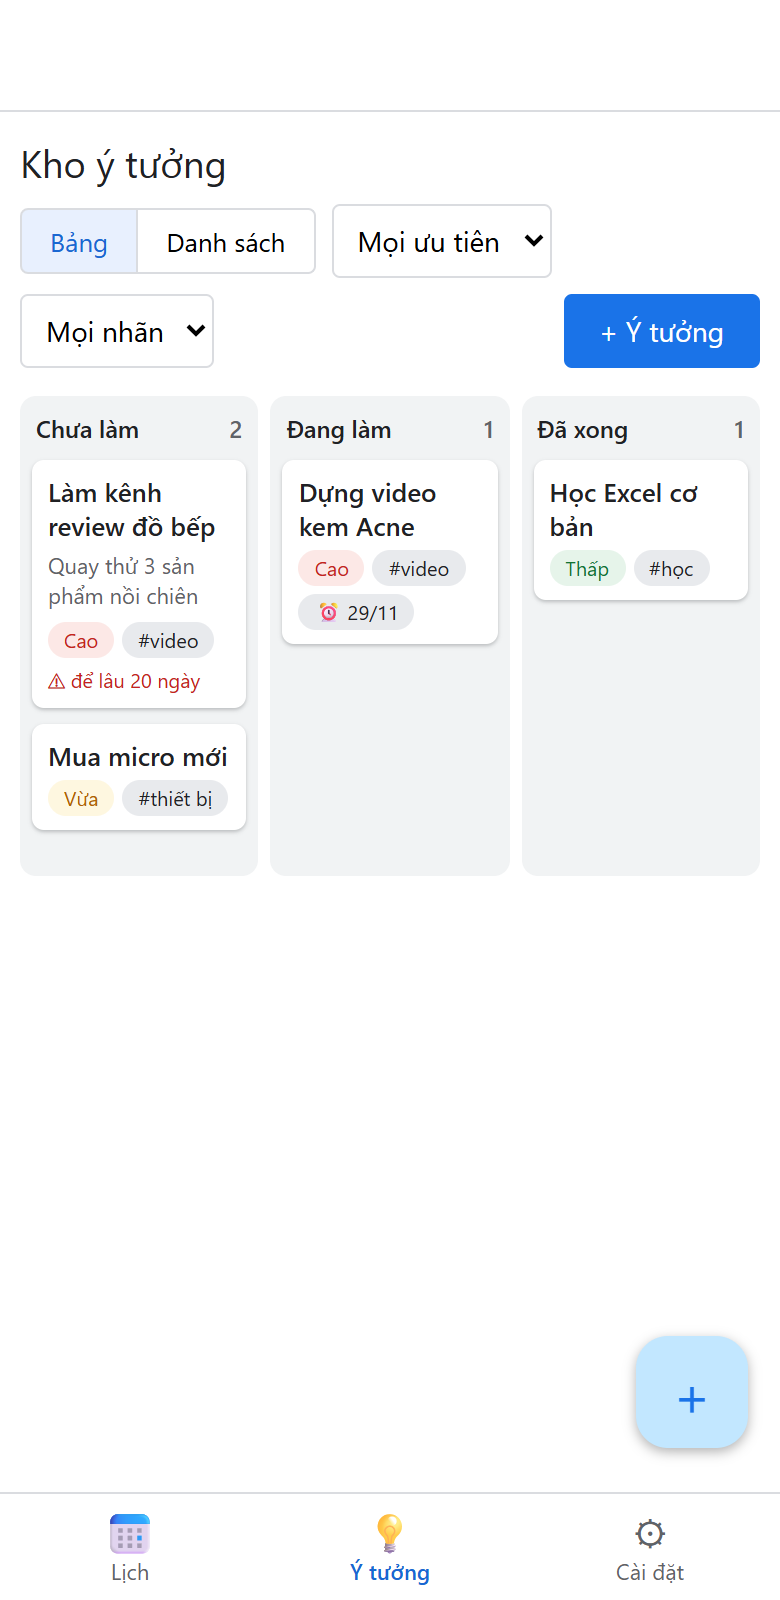 Kho ý tưởng
Bảng
Danh sách
Mọi ưu tiên
Mọi nhãn
+ Ý tưởng
Chưa làm 2
Làm kênh
review đồ bếp
Quay thử 3 sản
phẩm nồi chiên
Cao #video
⚠ để lâu 20 ngày
Mua micro mới
Vừa #thiết bị
Đang làm 1
Dựng video
kem Acne
Cao #video
⏰ 29/11
Đã xong 1
Học Excel cơ
bản
Thấp #học
+
Lịch
Ý tưởng
Cài đặt